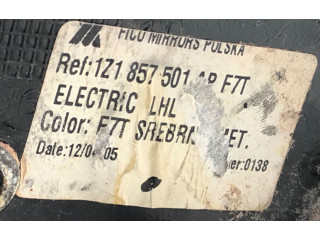 FICO MIRRORS POLSKA
Ref:1Z1 857 501 AP F7T
ELECTRIC LHL
Color: F7T SREBRN MET.
Date:12/04/05 er:0138